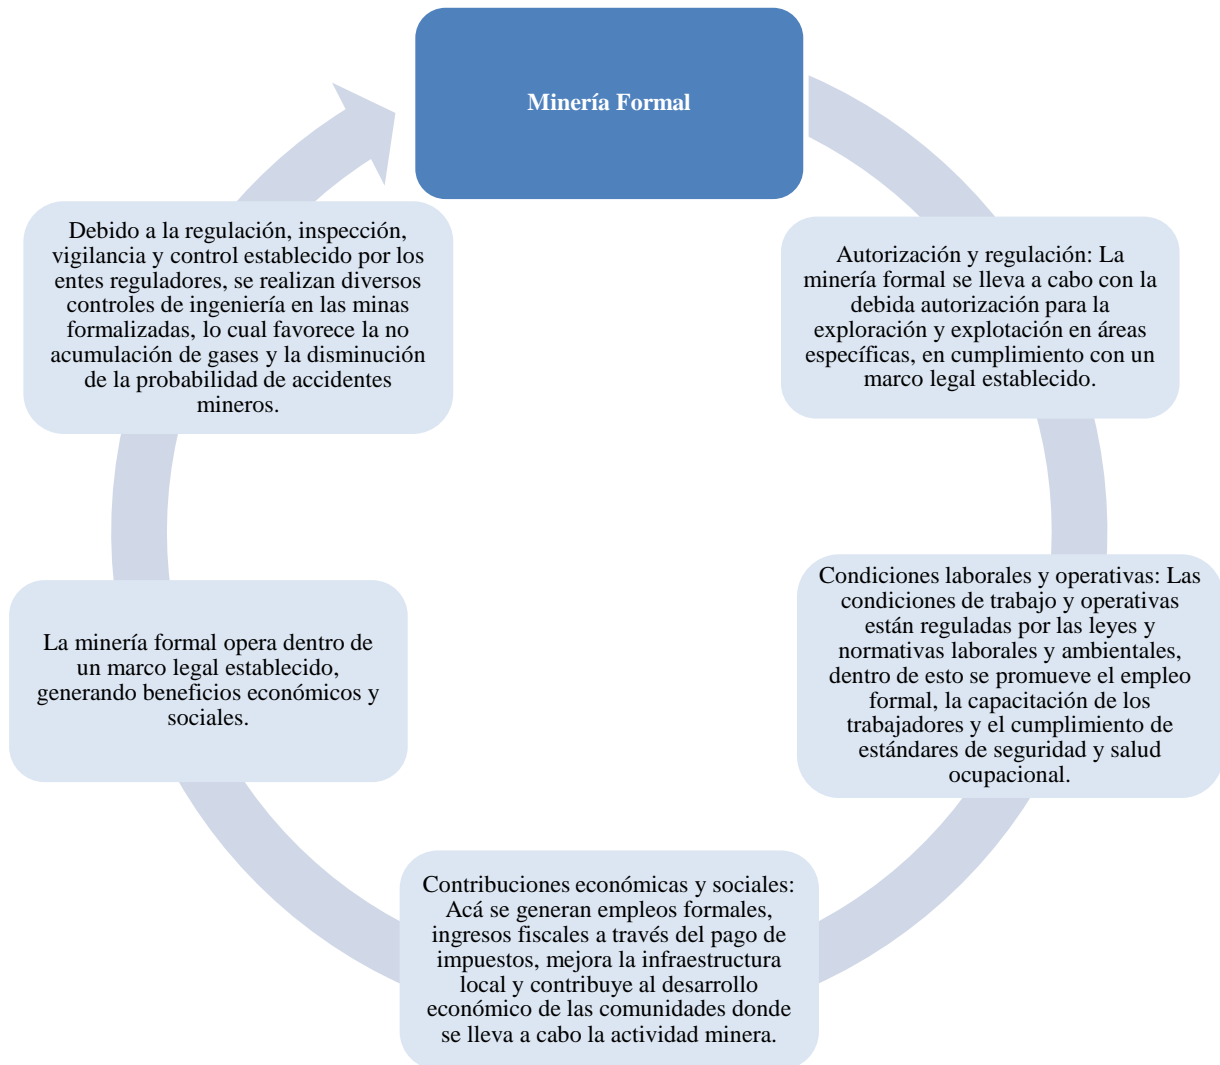 Minería Formal
Autorización y regulación: La
minería formal se lleva a cabo con la
debida autorización para la
exploración y explotación en áreas
específicas, en cumplimiento con un
marco legal establecido.
Condiciones laborales y operativas: Las
condiciones de trabajo y operativas
están reguladas por las leyes y
normativas laborales y ambientales,
dentro de esto se promueve el empleo
formal, la capacitación de los
trabajadores y el cumplimiento de
estándares de seguridad y salud
ocupacional.
Contribuciones económicas y sociales:
Acá se generan empleos formales,
ingresos fiscales a través del pago de
impuestos, mejora la infraestructura
local y contribuye al desarrollo
económico de las comunidades donde
se lleva a cabo la actividad minera.
La minería formal opera dentro de
un marco legal establecido,
generando beneficios económicos y
sociales.
Debido a la regulación, inspección,
vigilancia y control establecido por los
entes reguladores, se realizan diversos
controles de ingeniería en las minas
formalizadas, lo cual favorece la no
acumulación de gases y la disminución
de la probabilidad de accidentes
mineros.